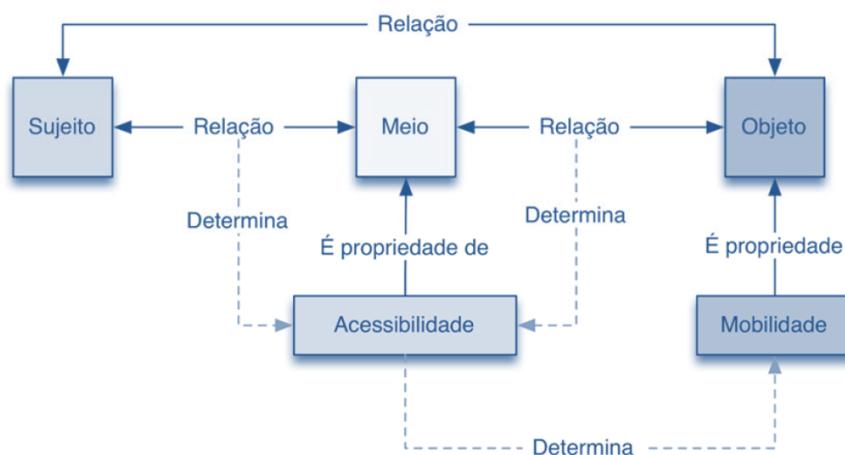 Relação
Sujeito
Relação
Meio
Relação
Objeto
Determina
Determina
É propriedade de
É propriedade
Acessibilidade
Mobilidade
Determina